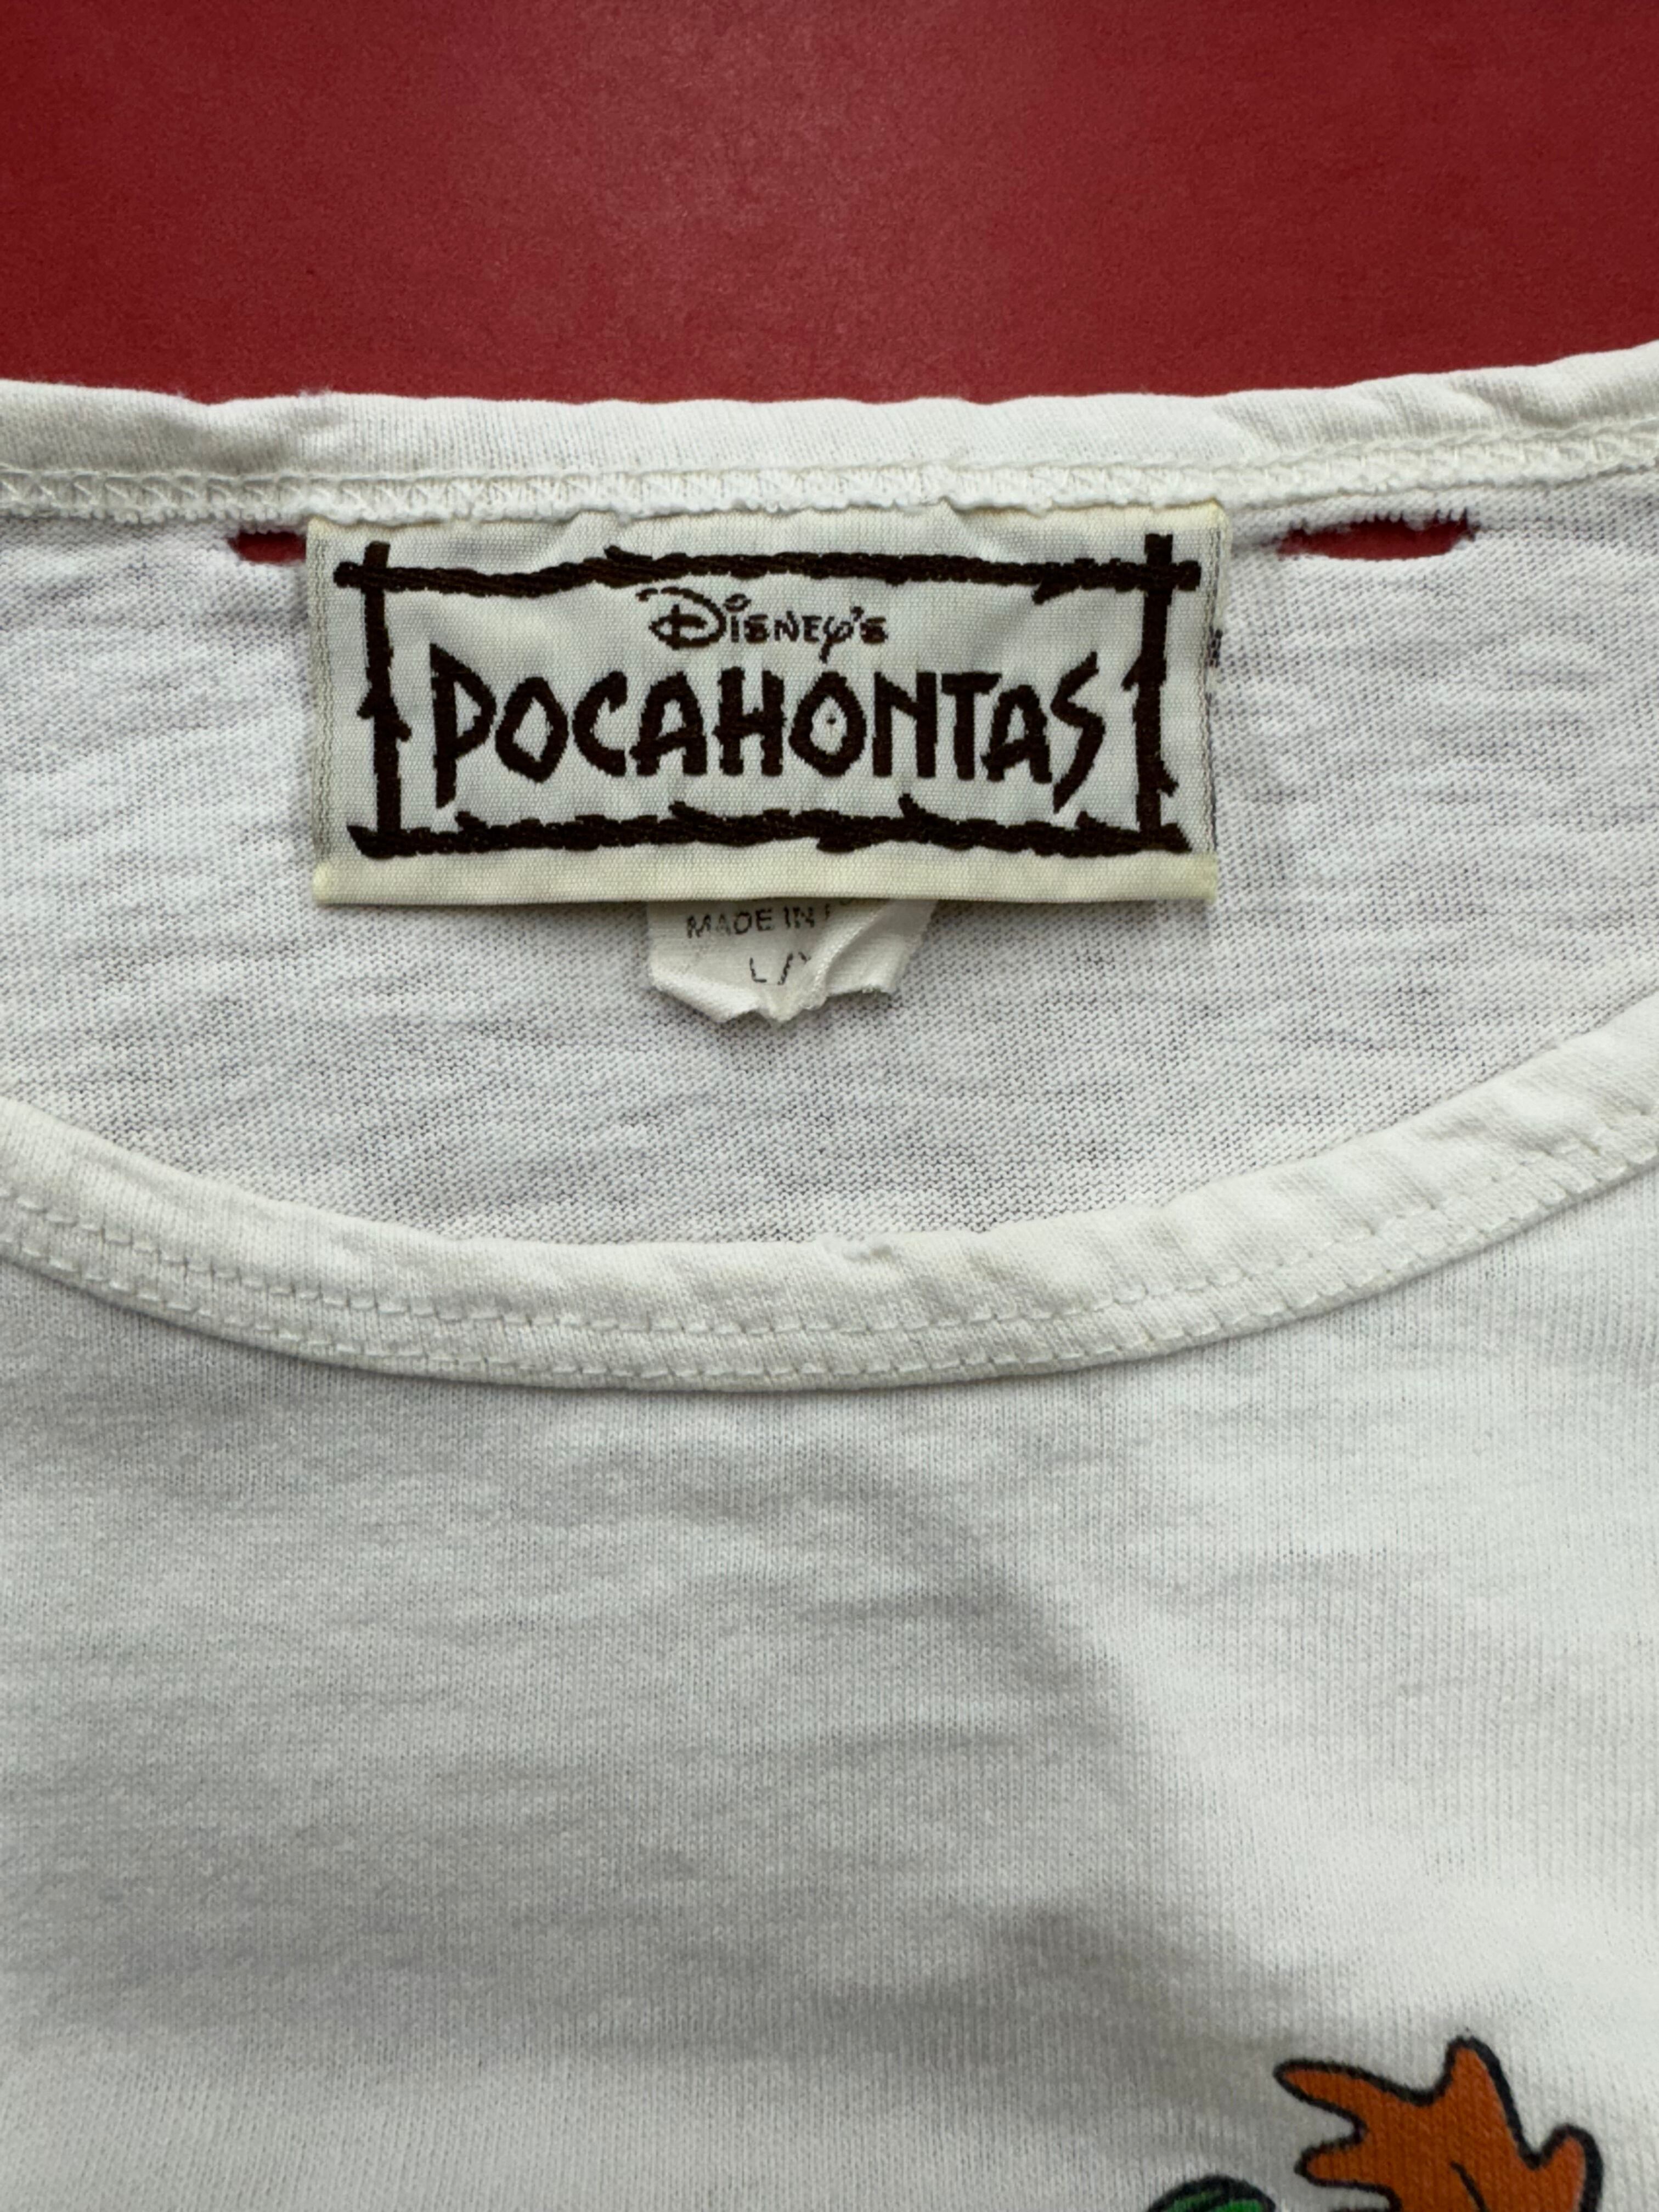 Disney's
POCAHONTAS
MADE IN
L/